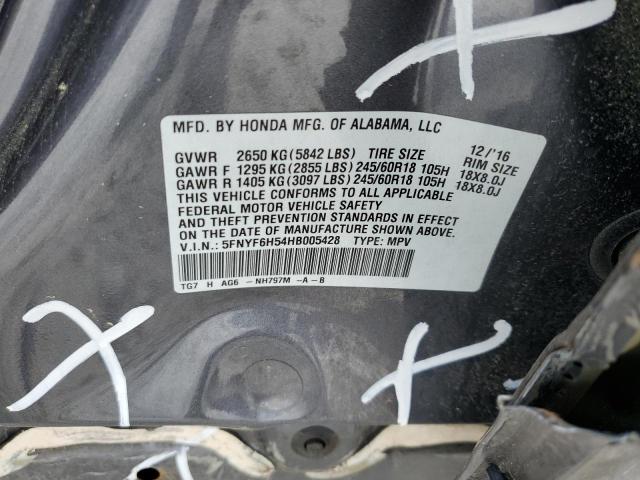 MFD. BY HONDA MFG. OF ALABAMA, LLC 12/'16
GVWR 2650 KG (5842 LBS) TIRE SIZE RIM SIZE
GAWR F 1295 KG (2855 LBS) 245/60R18 105H 18X8.0J
GAWR R 1405 KG (3097 LBS) 245/60R18 105H 18X8.0J
THIS VEHICLE CONFORMS TO ALL APPLICABLE
FEDERAL MOTOR VEHICLE SAFETY
AND THEFT PREVENTION STANDARDS IN EFFECT
ON THE DATE OF MANUFACTURE SHOWN ABOVE.
V.I.N.: 5FNYF6H54HB005428 TYPE: MPV
TG7 H AG6 -NH797M -A-B